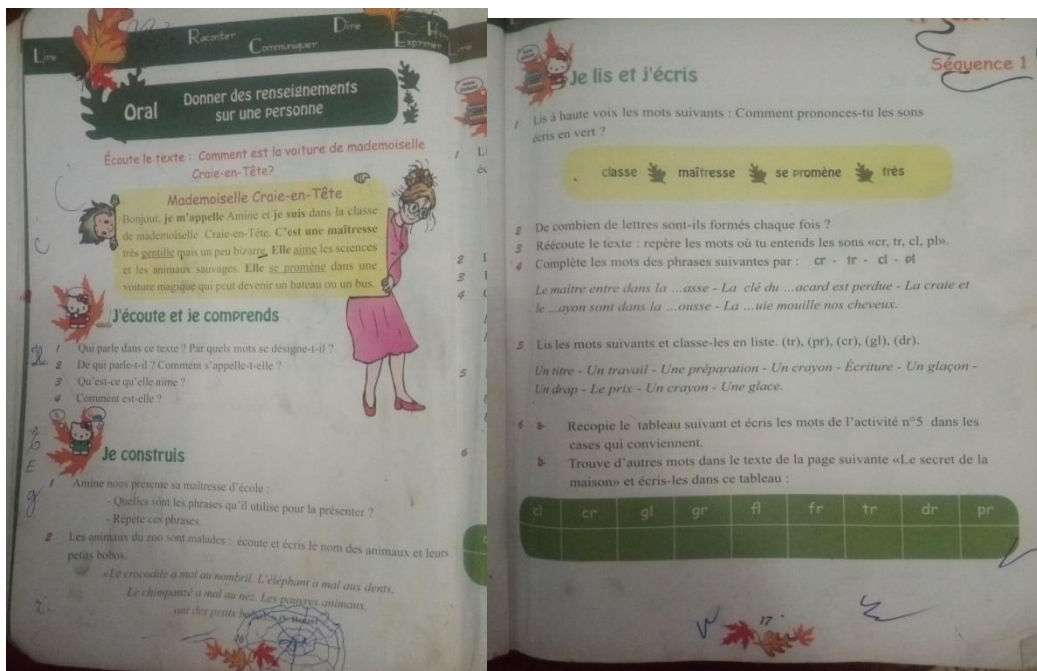 Lire
Raconter
Communiquer
Dire
Exprimer
Lire
Oral
Donner des renseignements
sur une personne
Écoute le texte : Comment est la voiture de mademoiselle
Craie-en-Tête?
Mademoiselle Craie-en-Tête
Bonjour, je m'appelle Amine et je suis dans la classe
de mademoiselle Craie-en-Tête. C'est une maîtresse
très gentille mais un peu bizarre. Elle aime les sciences
et les animaux sauvages. Elle se promène dans une
voiture magique qui peut devenir un bateau ou un bus.
J'écoute et je comprends
1 Qui parle dans ce texte ? Par quels mots se désigne-t-il ?
2 De qui parle-t-il ? Comment s'appelle-t-elle ?
3 Qu'est-ce qu'elle aime ?
4 Comment est-elle ?
Je construis
1 Amine nous présente sa maîtresse d'école :
- Quelles sont les phrases qu'il utilise pour la présenter ?
- Répète ces phrases.
2 Les animaux du zoo sont malades : écoute et écris le nom des animaux et leurs
petits bobos.
«Le crocodile a mal au nombril. L'éléphant a mal aux dents,
Le chimpanzé a mal au nez. Les pauvres animaux,
ont des petits
Séquence 1
Je lis et j'écris
1 Lis à haute voix les mots suivants : Comment prononces-tu les sons
écris en vert ?
classe maîtresse se promène très
2 De combien de lettres sont-ils formés chaque fois ?
3 Réécoute le texte : repère les mots où tu entends les sons «cr, tr, cl, pl».
4 Complète les mots des phrases suivantes par : cr - tr - cl - pl
Le maître entre dans la ...asse - La clé du ...acard est perdue - La craie et
le ...ayon sont dans la ...ousse - La ...uie mouille nos cheveux.
5 Lis les mots suivants et classe-les en liste. (tr), (pr), (cr), (gl), (dr).
Un titre - Un travail - Une préparation - Un crayon - Écriture - Un glaçon -
Un drap - Le prix - Un crayon - Une glace.
6 a- Recopie le tableau suivant et écris les mots de l'activité n°5 dans les
cases qui conviennent.
b- Trouve d'autres mots dans le texte de la page suivante «Le secret de la
maison» et écris-les dans ce tableau :
cl cr gl gr fl fr tr dr pr
17